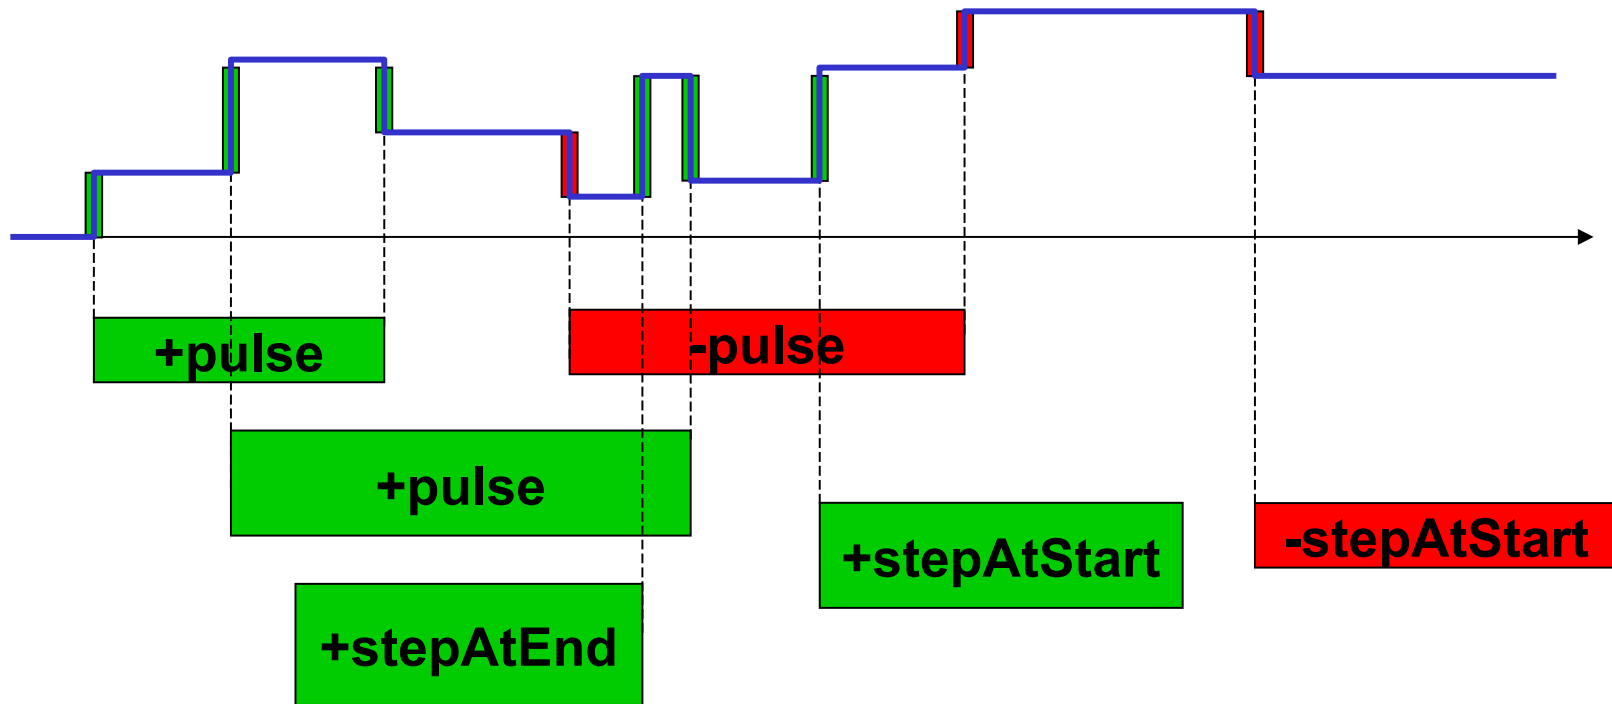 +pulse
-pulse
+pulse
+stepAtStart
-stepAtStart
+stepAtEnd